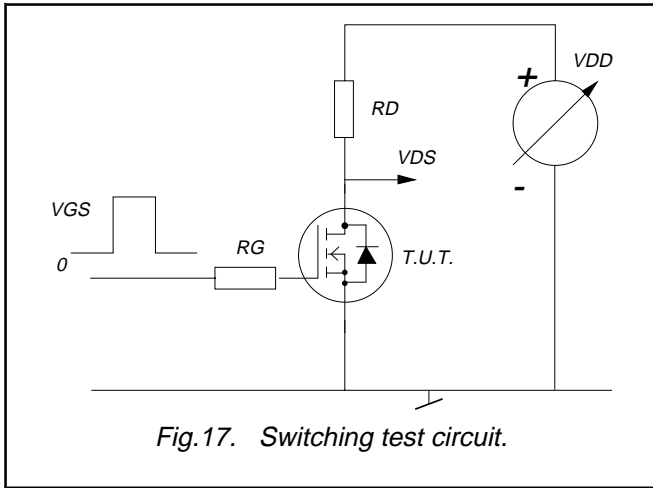 +
VDD
RD
VDS
-
VGS
RG
T.U.T.
0
Fig.17. Switching test circuit.